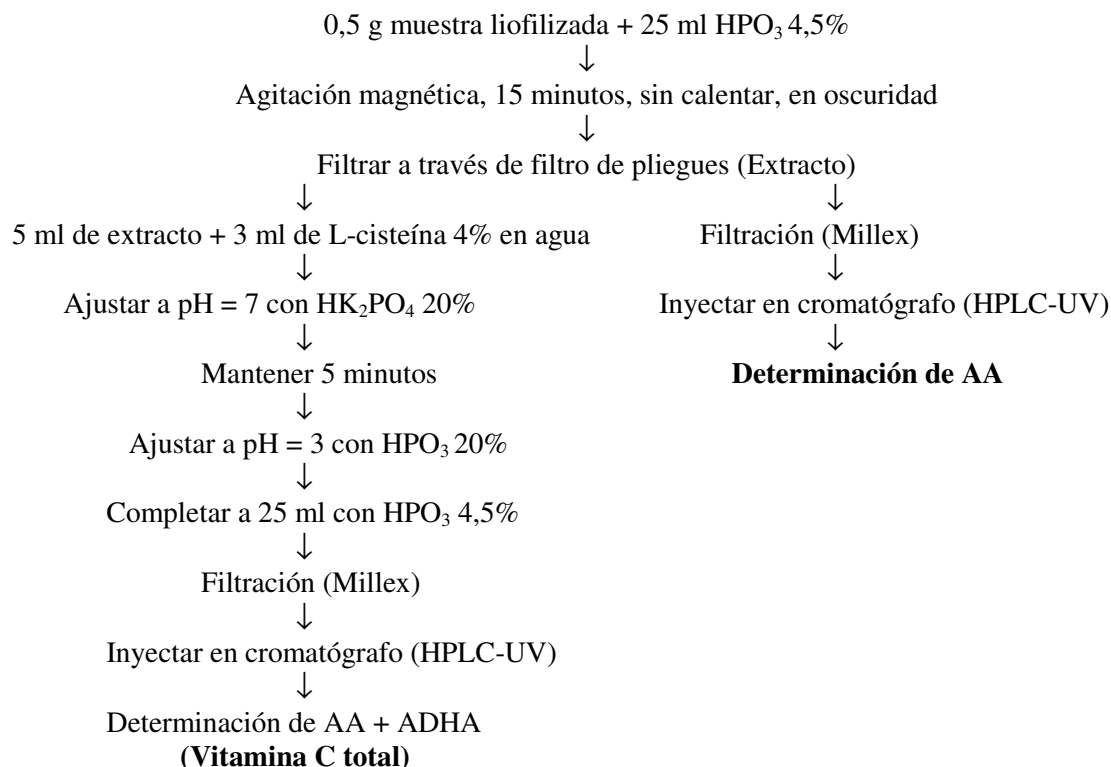 0,5 g muestra liofilizada + 25 ml HPO₃ 4,5%
↓
Agitación magnética, 15 minutos, sin calentar, en oscuridad
↓
Filtrar a través de filtro de pliegues (Extracto)
↓ ↓
5 ml de extracto + 3 ml de L-cisteína 4% en agua Filtración (Millex)
↓ ↓
Ajustar a pH = 7 con HK₂PO₄ 20% Inyectar en cromatógrafo (HPLC-UV)
↓ ↓
Mantener 5 minutos Determinación de AA
↓
Ajustar a pH = 3 con HPO₃ 20%
↓
Completar a 25 ml con HPO₃ 4,5%
↓
Filtración (Millex)
↓
Inyectar en cromatógrafo (HPLC-UV)
↓
Determinación de AA + ADHA
(Vitamina C total)